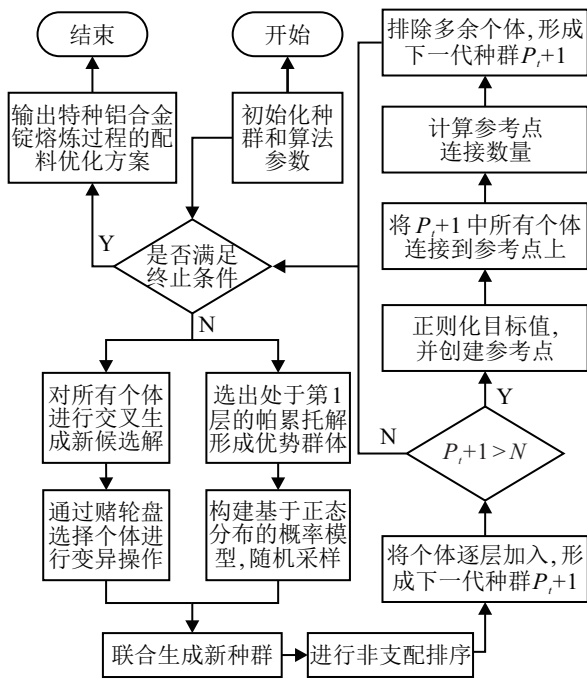 结束
开始
输出特种铝合金
锭熔炼过程的配
料优化方案
初始化种
群和算法
参数
Y
是否满足
终止条件
N
对所有个体
进行交叉生
成新候选解
选出处于第1
层的帕累托解
形成优势群体
通过赌轮盘
选择个体进
行变异操作
构建基于正态
分布的概率模
型,随机采样
联合生成新种群
进行非支配排序
将个体逐层加入,形
成下一代种群Pₜ+1
Pₜ+1>N
N
Y
正则化目标值,
并创建参考点
将Pₜ+1中所有个体
连接到参考点上
计算参考点
连接数量
排除多余个体,形成
下一代种群Pₜ+1